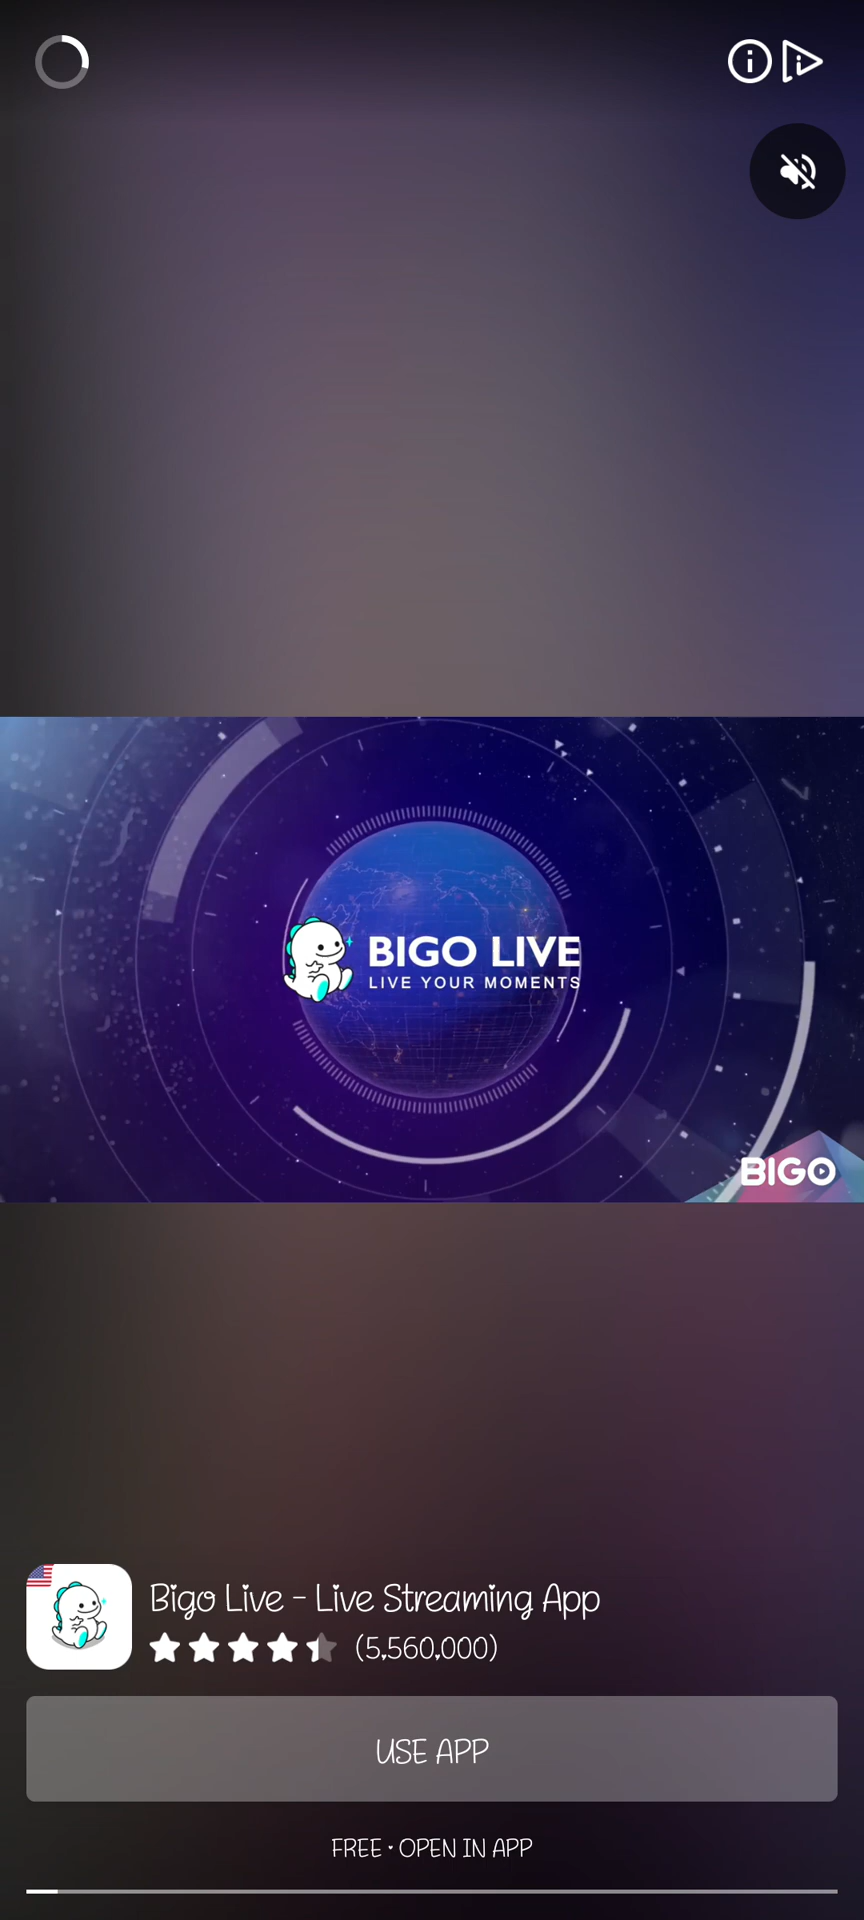 BIGO LIVE
LIVE YOUR MOMENTS
BIGO
Bigo Live - Live Streaming App
(5,560,000)
USE APP
FREE • OPEN IN APP